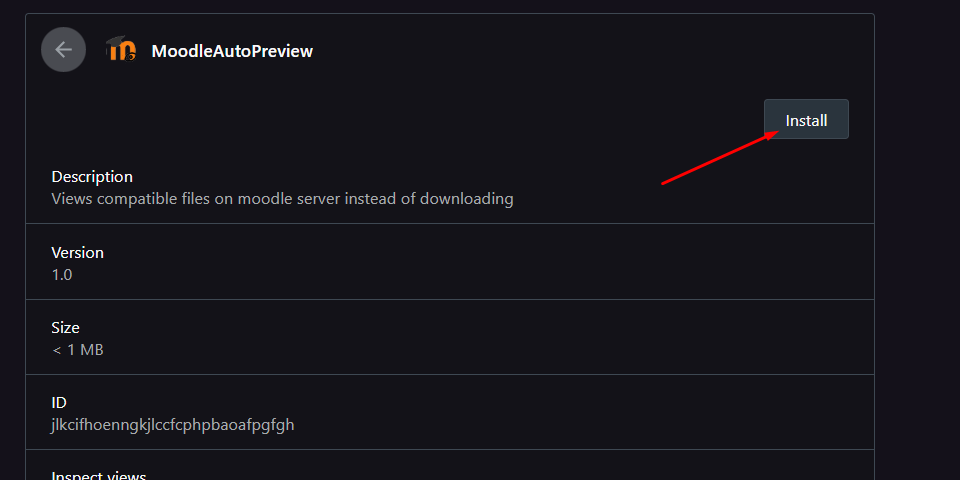 MoodleAutoPreview
Install
Description
Views compatible files on moodle server instead of downloading
Version
1.0
Size
< 1 MB
ID
jlkcifhoenngkjlccfcphpbaoafpgfgh
Inspect views